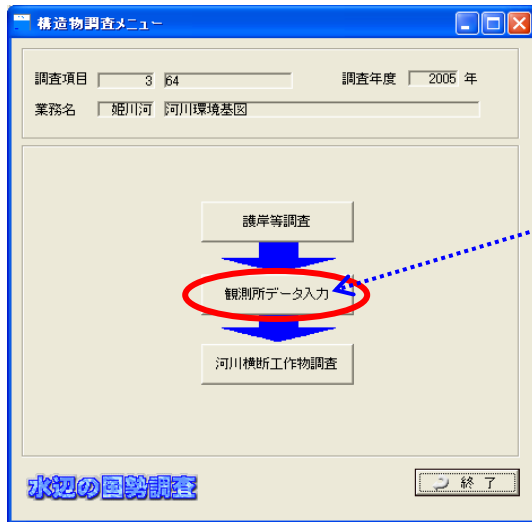 構造物調査メニュー
調査項目 3 64 調査年度 2005 年
業務名 姫川河 河川環境基図
護岸等調査
観測所データ入力
河川横断工作物調査
水辺の国勢調査
終 了